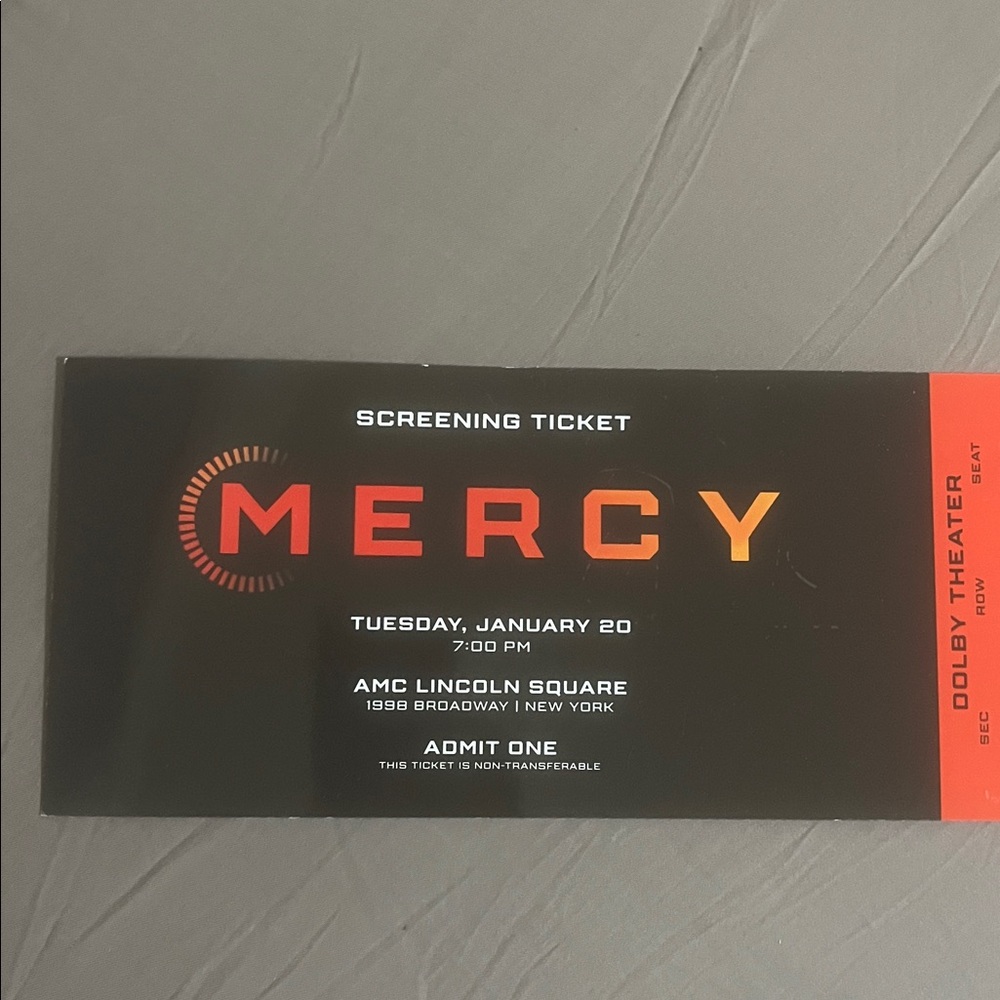 SCREENING TICKET
MERCY
TUESDAY, JANUARY 20
7:00 PM
AMC LINCOLN SQUARE
1998 BROADWAY | NEW YORK
ADMIT ONE
THIS TICKET IS NON-TRANSFERABLE
DOLBY THEATER
SEC ROW SEAT